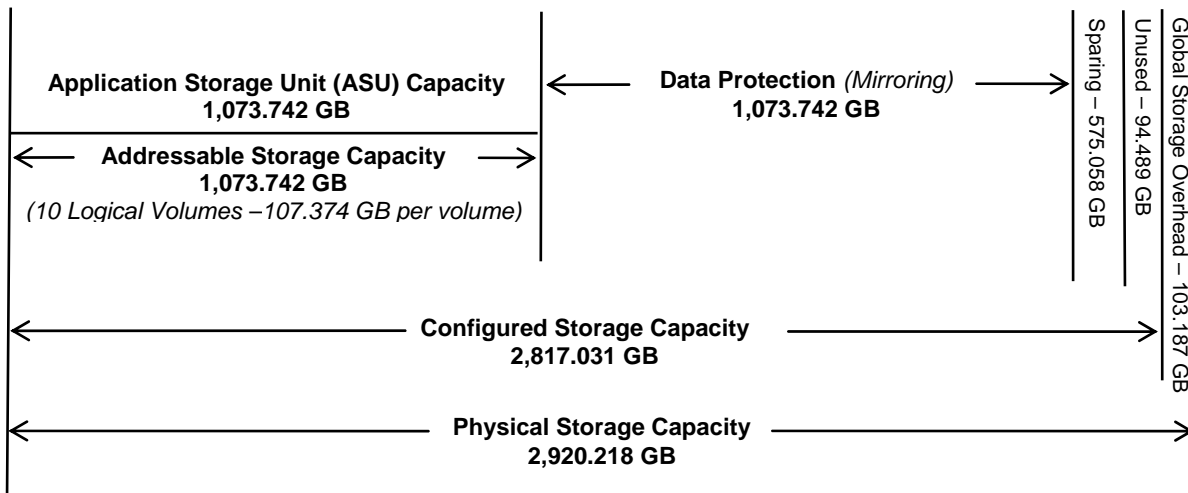 Application Storage Unit (ASU) Capacity
1,073.742 GB
Data Protection (Mirroring)
1,073.742 GB
Sparing – 575.058 GB
Unused – 94.489 GB
Global Storage Overhead – 103.187 GB
Addressable Storage Capacity
1,073.742 GB
(10 Logical Volumes –107.374 GB per volume)
Configured Storage Capacity
2,817.031 GB
Physical Storage Capacity
2,920.218 GB